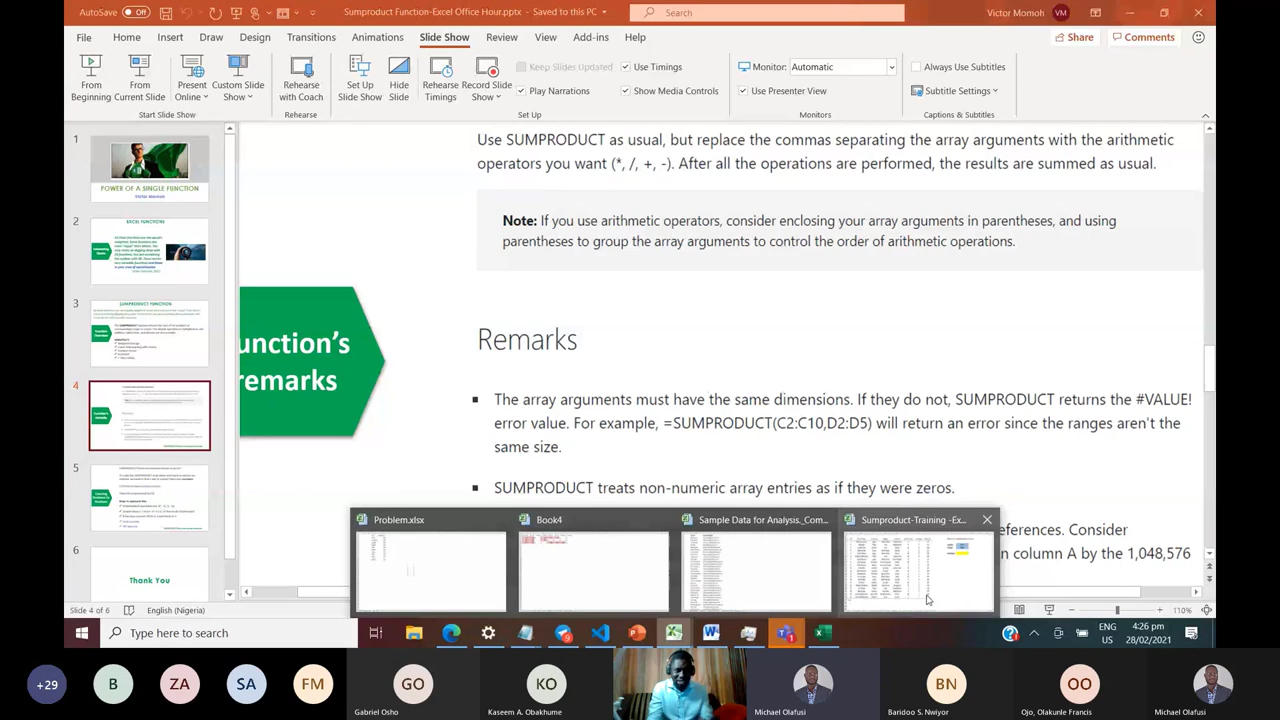 AutoSave Off
Sumproduct Function-Excel Office Hour.pptx - Saved to this PC
Search
Victor Momoh VM
File Home Insert Draw Design Transitions Animations Slide Show Review View Add-ins Help
Share Comments
From Beginning
From Current Slide
Present Online
Custom Slide Show
Rehearse with Coach
Set Up Slide Show
Hide Slide
Rehearse Timings
Record Slide Show
Keep Slides Updated
Use Timings
Play Narrations
Show Media Controls
Monitor: Automatic
Use Presenter View
Always Use Subtitles
Subtitle Settings
Start Slide Show
Rehearse
Set Up
Monitors
Captions & Subtitles
1
POWER OF A SINGLE FUNCTION
Victor Momoh
2
EXCEL FUNCTIONS
3
SUMPRODUCT FUNCTION
4
5
6
Thank You
Use SUMPRODUCT as usual, but replace the commas separating the array arguments with the arithmetic
operators you want (*, /, +, -). After all the operations are performed, the results are summed as usual.
Note: If you use arithmetic operators, consider enclosing your array arguments in parentheses, and using
parentheses to group the array arguments to control the order of arithmetic operations.
unction's
remarks
Remarks
▪ The array arguments must have the same dimensions. If they do not, SUMPRODUCT returns the #VALUE!
error value. For example, =SUMPRODUCT(C2:C10,D2:D5) will return an error since the ranges aren't the
same size.
▪ SUMPRODUCT treats non-numeric array entries as if they were zeros.
eferences. Consider
n column A by the 1,048,576
Problem.xlsx
Book4
Sample Data for Analysis._Com...
Sumproduct-Training -Ex...
Slide 4 of 6
English (Nigeria)
110%
Type here to search
ENG
US
4:26 pm
28/02/2021
+29
B
ZA
SA
FM
GO
Gabriel Osho
KO
Kaseem A. Obakhume
Michael Olafusi
BN
Baridoo S. Nwiyor
OO
Ojo, Olakunle Francis
Michael Olafusi